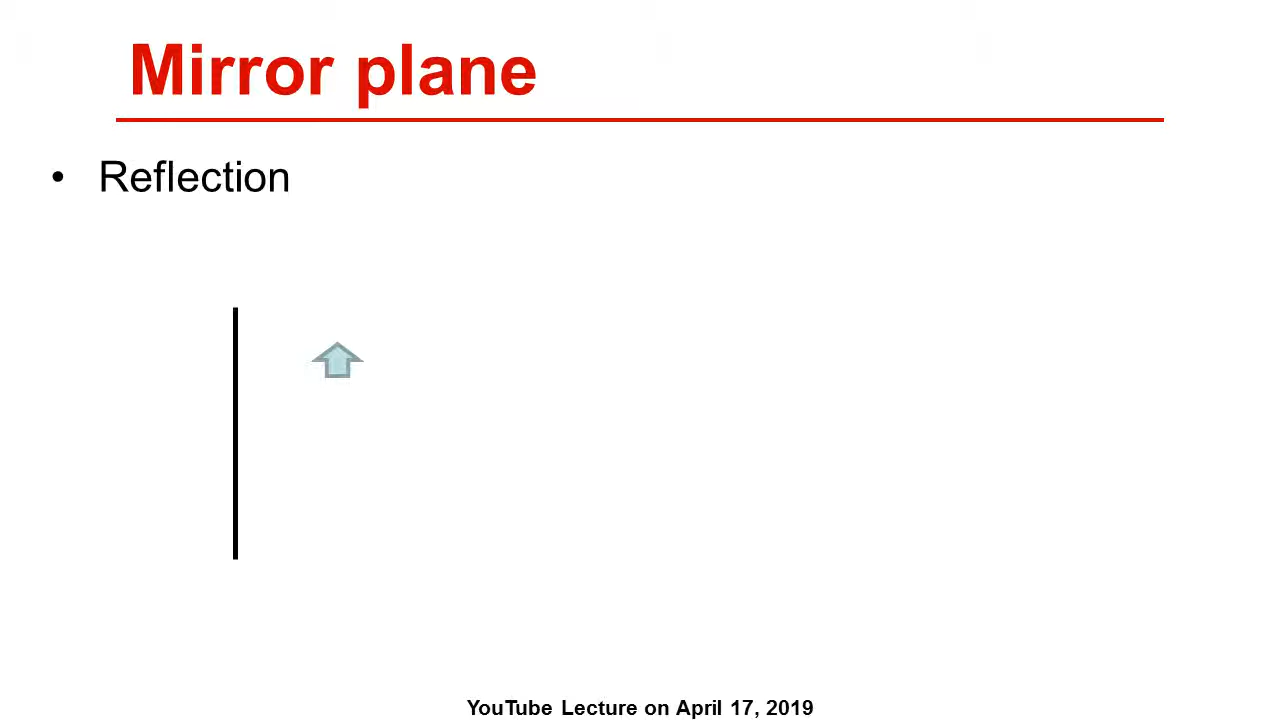 Mirror plane
• Reflection
YouTube Lecture on April 17, 2019